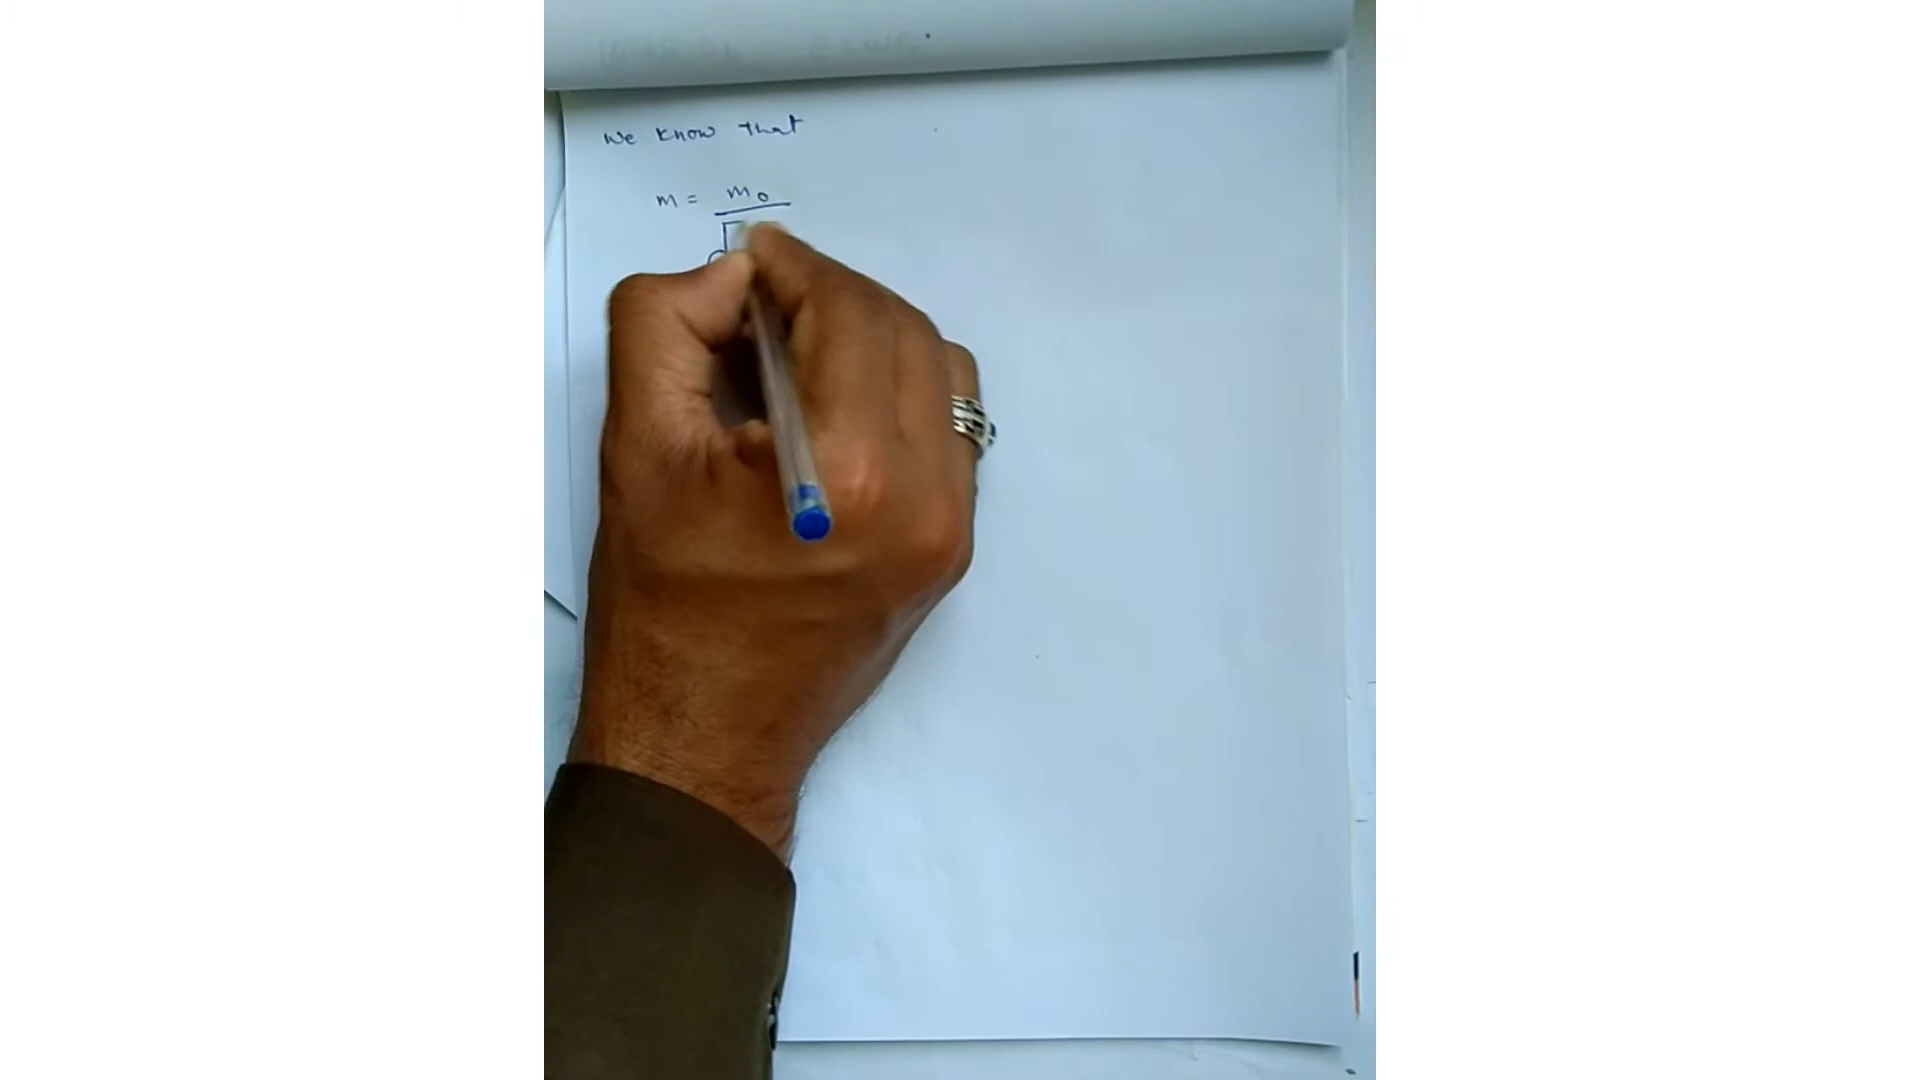 We know that
m = m₀